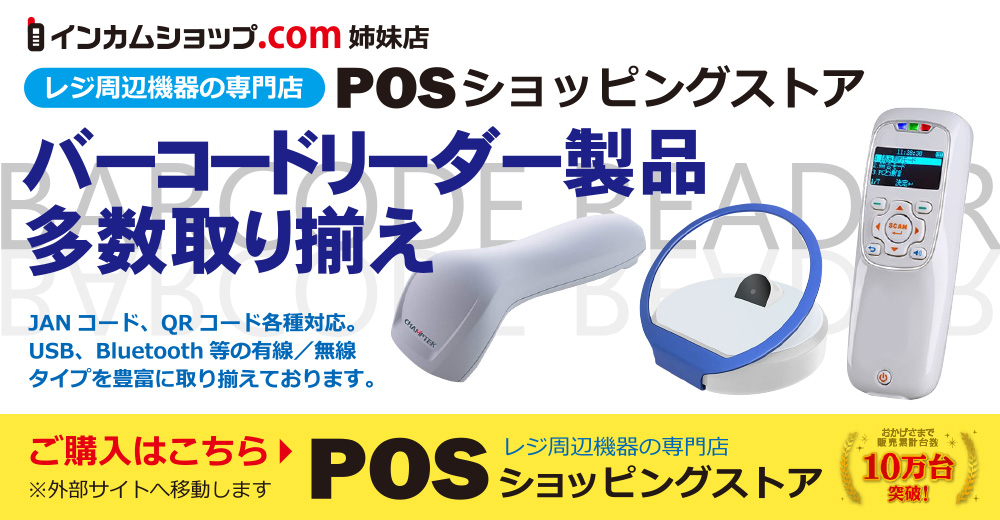 インカムショップ.com 姉妹店
レジ周辺機器の専門店
POSショッピングストア
バーコードリーダー製品
多数取り揃え
BARCODE READER
JANコード、QRコード各種対応。
USB、Bluetooth等の有線／無線
タイプを豊富に取り揃えております。
CHAMPTEK
11:28:30
決定
SCAN
ご購入はこちら
※外部サイトへ移動します
POS
レジ周辺機器の専門店
ショッピングストア
おかげさまで
販売累計台数
10万台
突破！